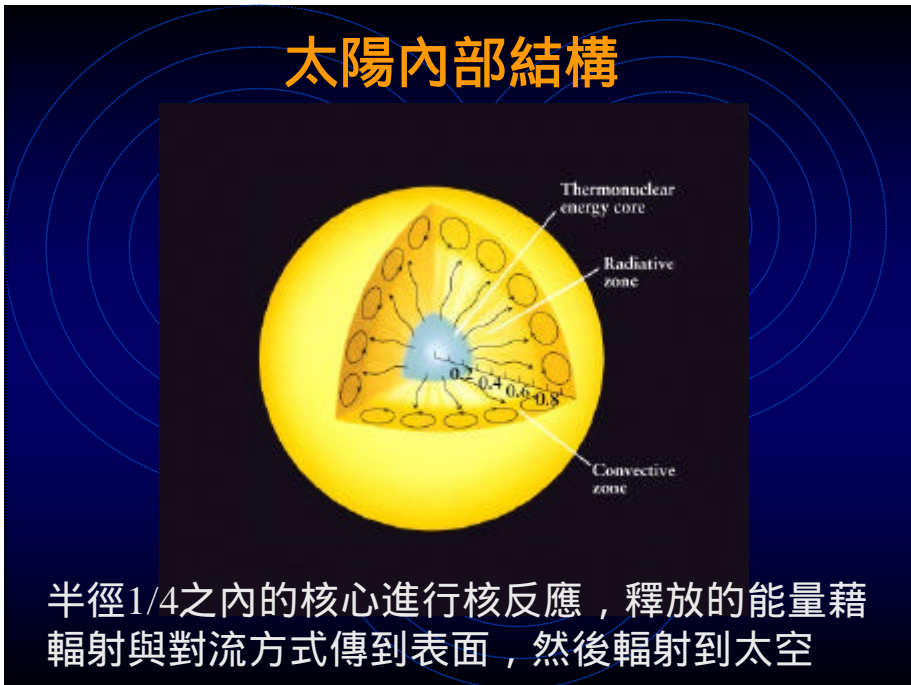 太陽內部結構
Thermonuclear
energy core
Radiative
zone
0.2 0.4 0.6 0.8
Convective
zone
半徑1/4之內的核心進行核反應，釋放的能量藉
輻射與對流方式傳到表面，然後輻射到太空